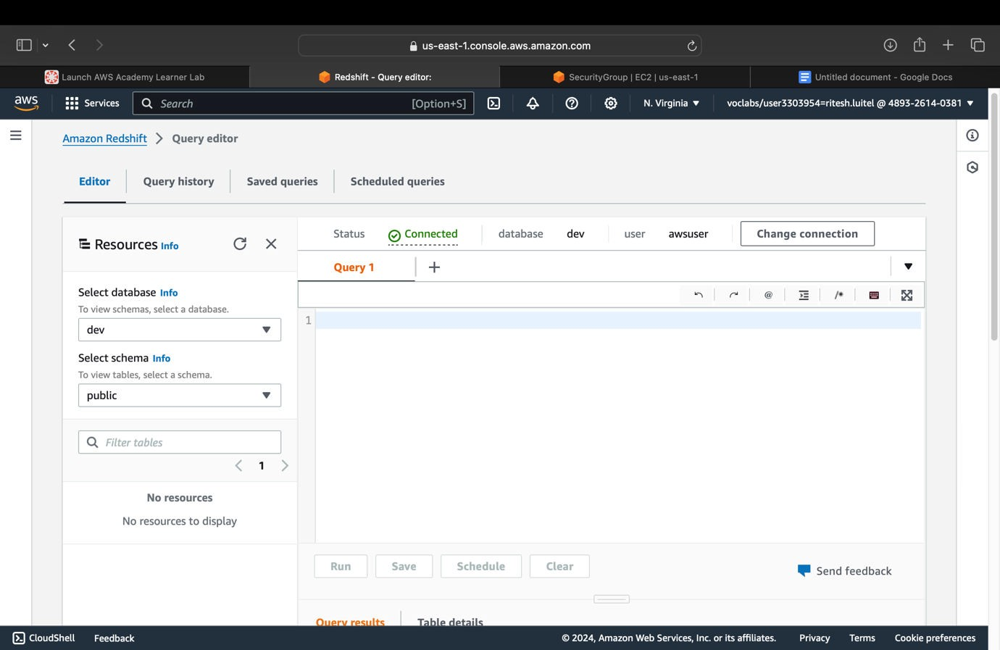 us-east-1.console.aws.amazon.com
Launch AWS Academy Learner Lab
Redshift - Query editor:
SecurityGroup | EC2 | us-east-1
Untitled document - Google Docs
aws
Services
Search
[Option+S]
N. Virginia
voclabs/user3303954=ritesh.luitel @ 4893-2614-0381
Amazon Redshift
Query editor
Editor
Query history
Saved queries
Scheduled queries
Resources Info
Status
Connected
database
dev
user
awsuser
Change connection
Query 1
Select database Info
To view schemas, select a database.
dev
Select schema Info
To view tables, select a schema.
public
Filter tables
1
No resources
No resources to display
@
/*
1
Run
Save
Schedule
Clear
Send feedback
Query results
Table details
CloudShell
Feedback
© 2024, Amazon Web Services, Inc. or its affiliates.
Privacy
Terms
Cookie preferences